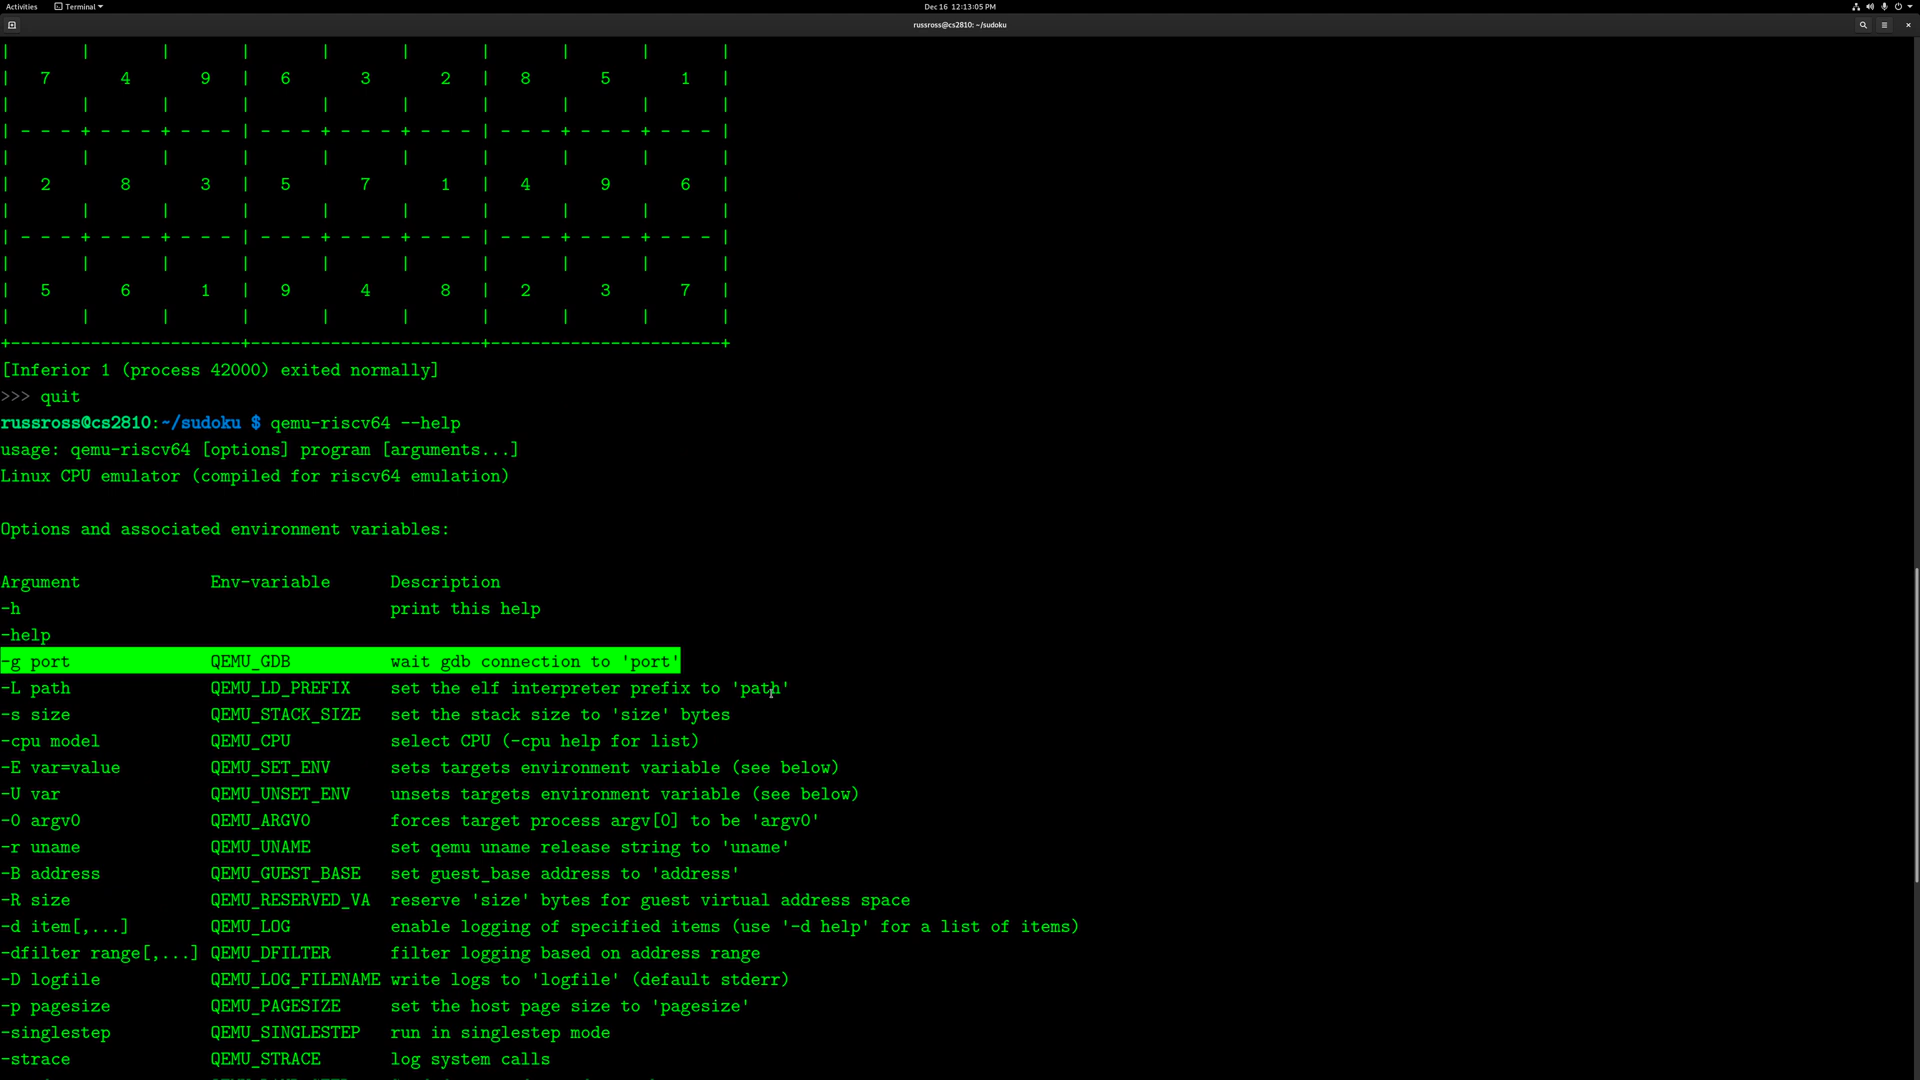 Activities Terminal Dec 16 12:13:05 PM
russross@cs2810: ~/sudoku
| | | | | | | | | |
| 7 4 9 | 6 3 2 | 8 5 1 |
| | | | | | | | | |
| - - - + - - - + - - - | - - - + - - - + - - - | - - - + - - - + - - - |
| | | | | | | | | |
| 2 8 3 | 5 7 1 | 4 9 6 |
| | | | | | | | | |
| - - - + - - - + - - - | - - - + - - - + - - - | - - - + - - - + - - - |
| | | | | | | | | |
| 5 6 1 | 9 4 8 | 2 3 7 |
| | | | | | | | | |
+-----------------------+-----------------------+-----------------------+
[Inferior 1 (process 42000) exited normally]
>>> quit
russross@cs2810:~/sudoku $ qemu-riscv64 --help
usage: qemu-riscv64 [options] program [arguments...]
Linux CPU emulator (compiled for riscv64 emulation)
Options and associated environment variables:
Argument Env-variable Description
-h print this help
-help
-g port QEMU_GDB wait gdb connection to 'port'
-L path QEMU_LD_PREFIX set the elf interpreter prefix to 'path'
-s size QEMU_STACK_SIZE set the stack size to 'size' bytes
-cpu model QEMU_CPU select CPU (-cpu help for list)
-E var=value QEMU_SET_ENV sets targets environment variable (see below)
-U var QEMU_UNSET_ENV unsets targets environment variable (see below)
-0 argv0 QEMU_ARGV0 forces target process argv[0] to be 'argv0'
-r uname QEMU_UNAME set qemu uname release string to 'uname'
-B address QEMU_GUEST_BASE set guest_base address to 'address'
-R size QEMU_RESERVED_VA reserve 'size' bytes for guest virtual address space
-d item[,...] QEMU_LOG enable logging of specified items (use '-d help' for a list of items)
-dfilter range[,...] QEMU_DFILTER filter logging based on address range
-D logfile QEMU_LOG_FILENAME write logs to 'logfile' (default stderr)
-p pagesize QEMU_PAGESIZE set the host page size to 'pagesize'
-singlestep QEMU_SINGLESTEP run in singlestep mode
-strace QEMU_STRACE log system calls